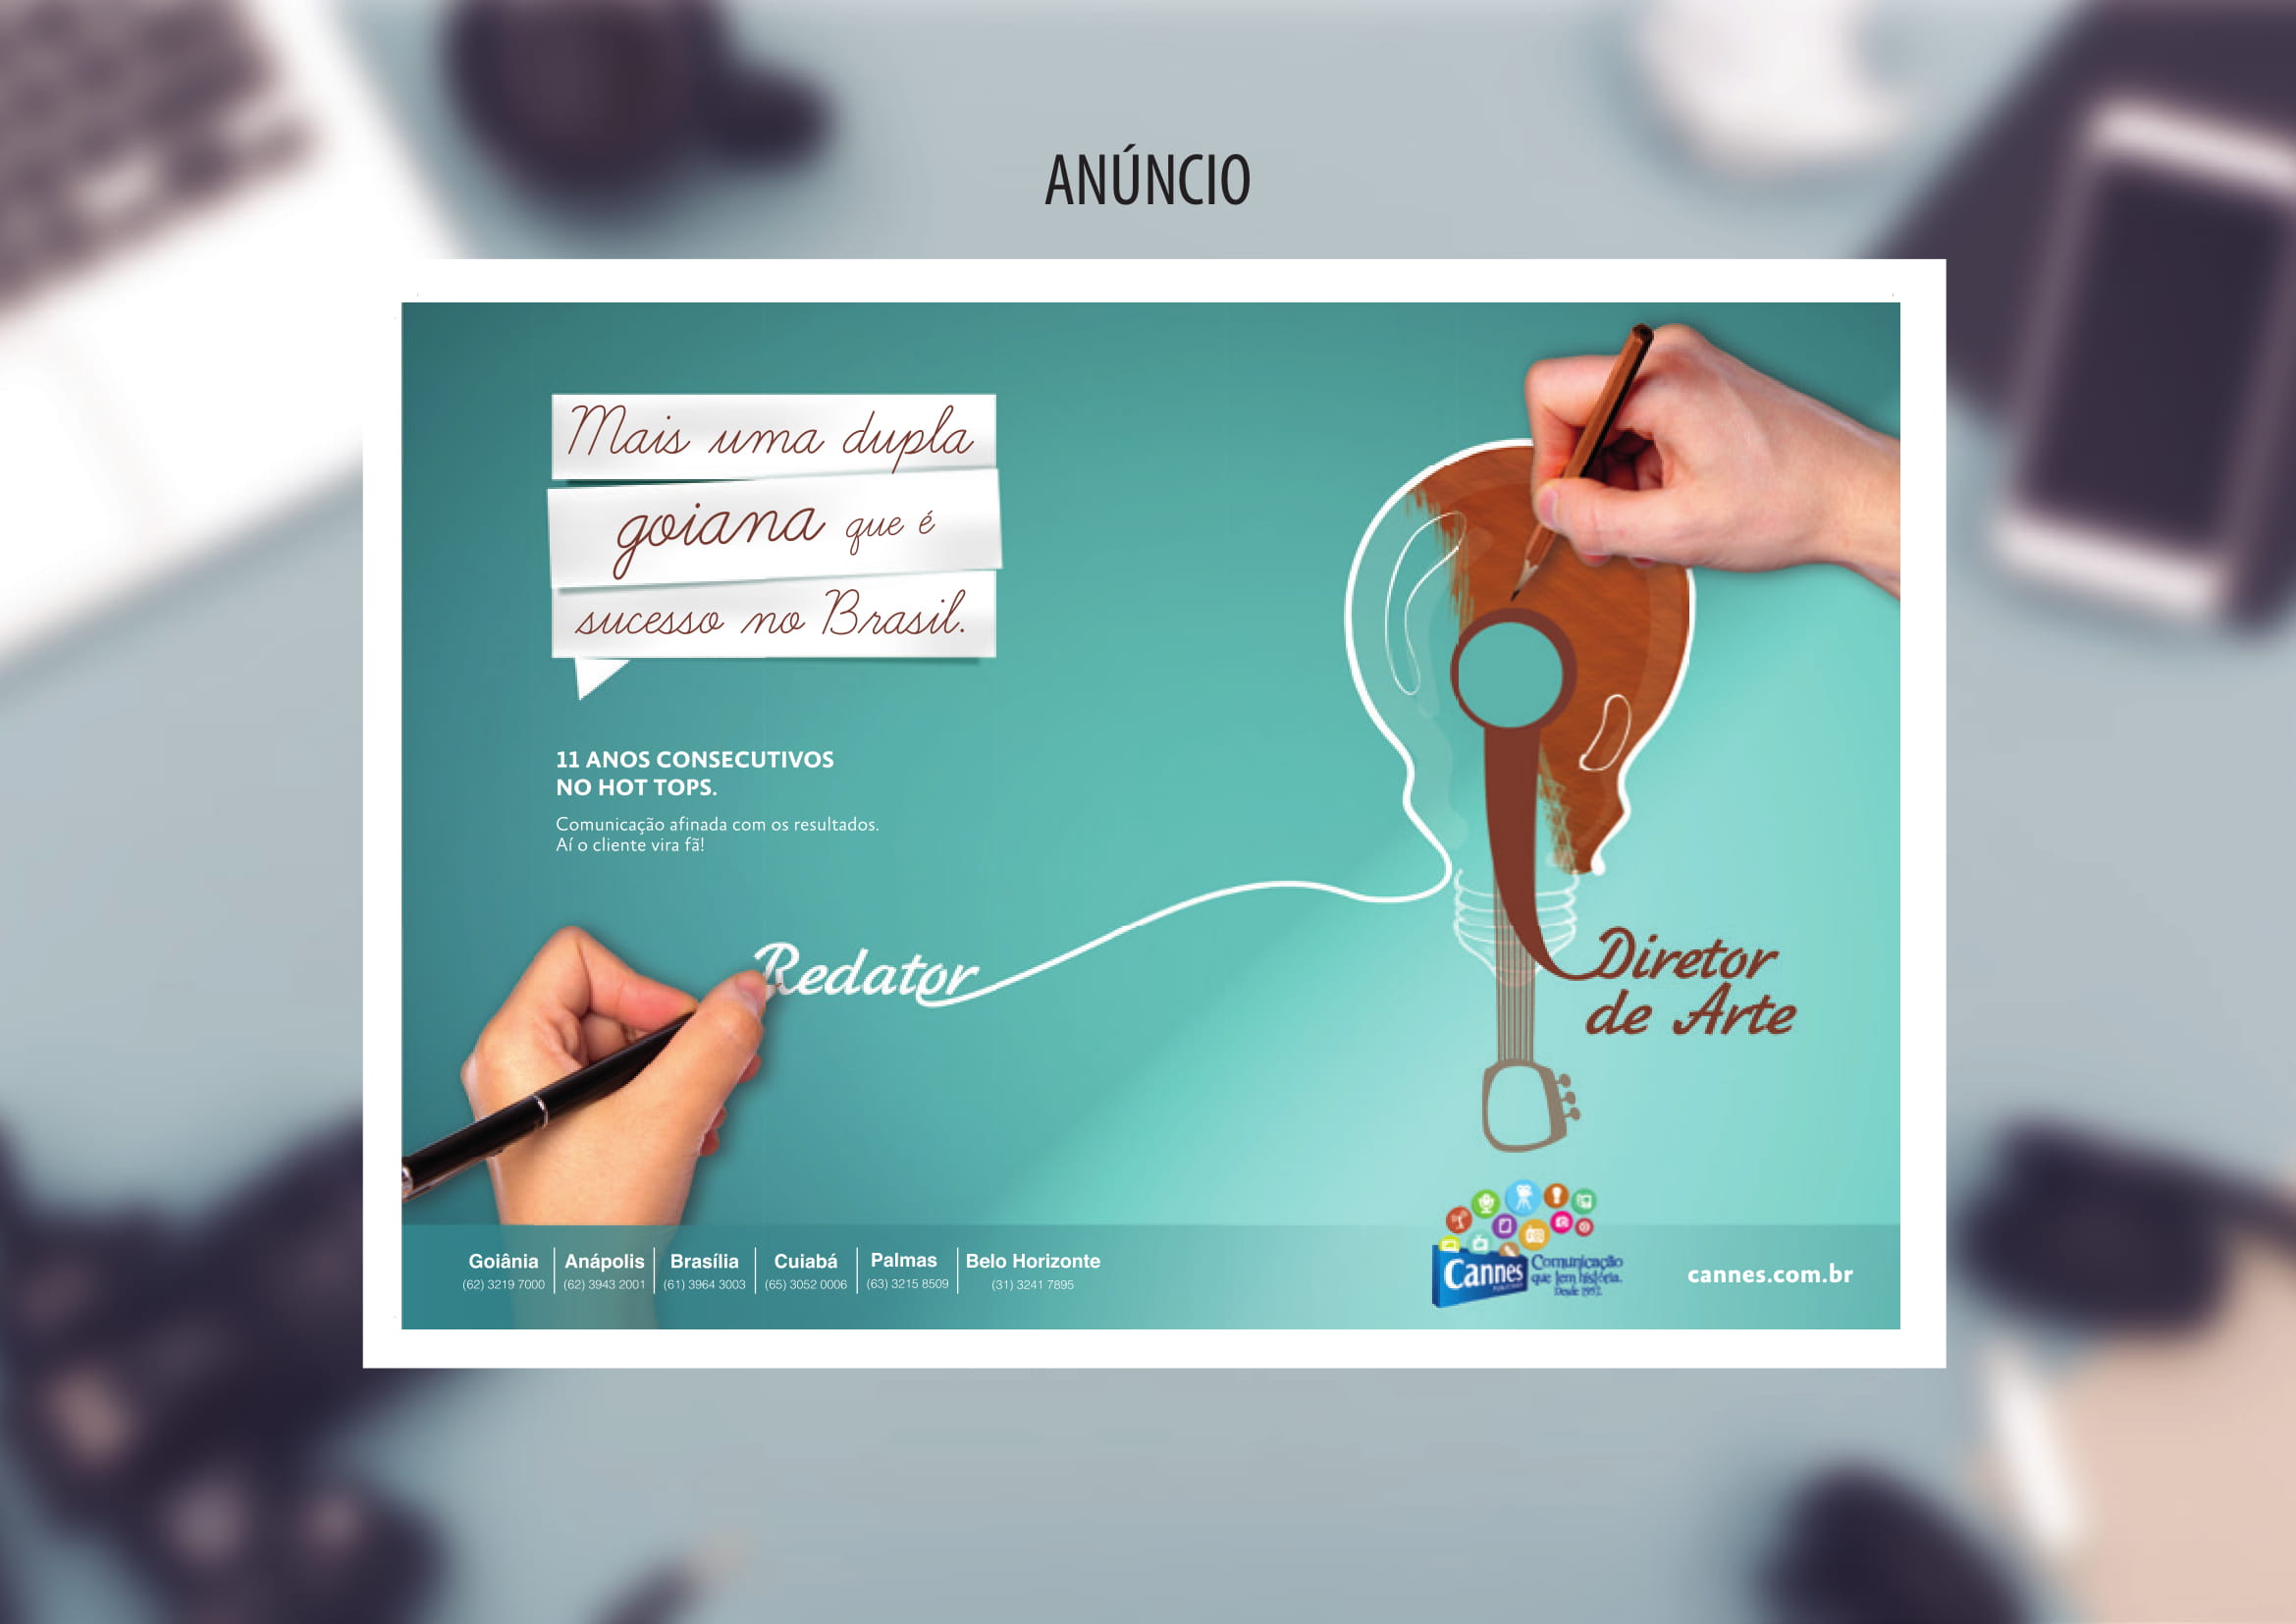 ANÚNCIO
Mais uma dupla
goiana que é
sucesso no Brasil.
11 ANOS CONSECUTIVOS
NO HOT TOPS.
Comunicação afinada com os resultados.
Aí o cliente vira fã!
Redator
Diretor
de Arte
Goiânia
(62) 3219 7000
Anápolis
(62) 3943 2001
Brasília
(61) 3964 3003
Cuiabá
(65) 3052 0006
Palmas
(63) 3215 8509
Belo Horizonte
(31) 3241 7895
Cannes
Comunicação
que tem história.
Desde 1957.
cannes.com.br